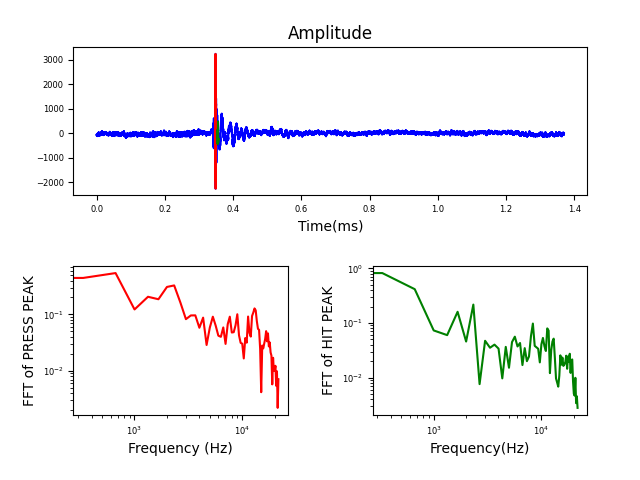 Amplitude
3000
2000
1000
0
−1000
−2000
0.0 0.2 0.4 0.6 0.8 1.0 1.2 1.4
Time(ms)
FFT of PRESS PEAK
10⁻¹
10⁻²
10³ 10⁴
Frequency (Hz)
FFT of HIT PEAK
10⁰
10⁻¹
10⁻²
10³ 10⁴
Frequency(Hz)